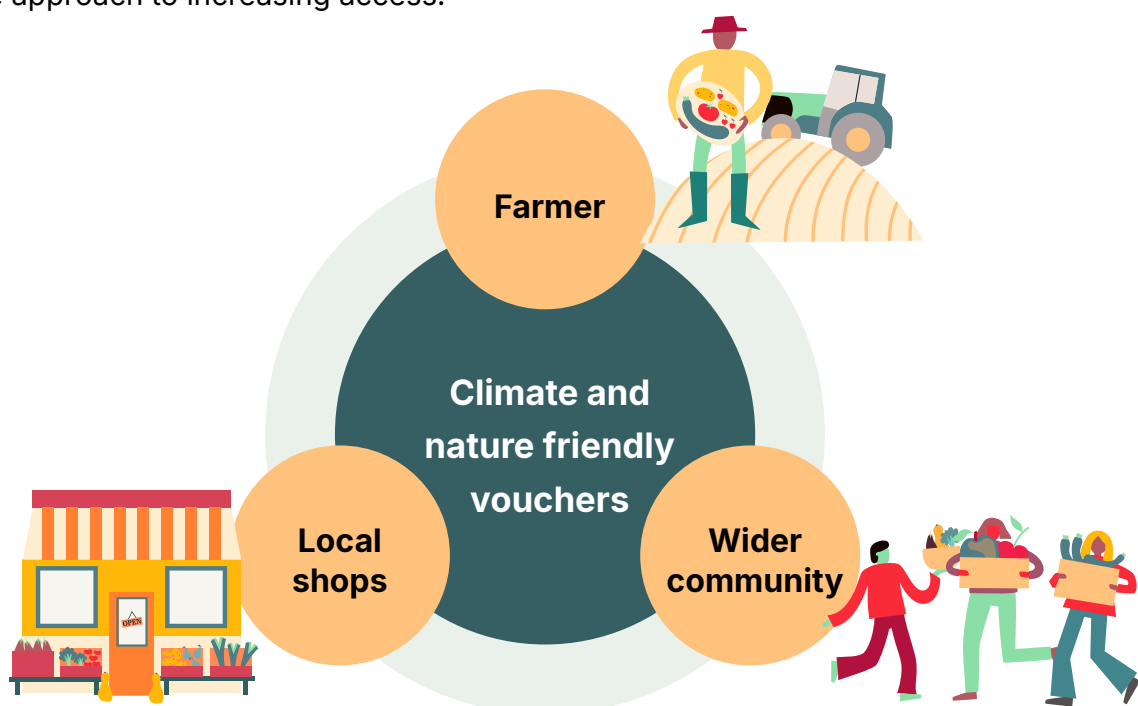 approach to increasing access.
Farmer
Climate and
nature friendly
vouchers
Local
shops
Wider
community
OPEN